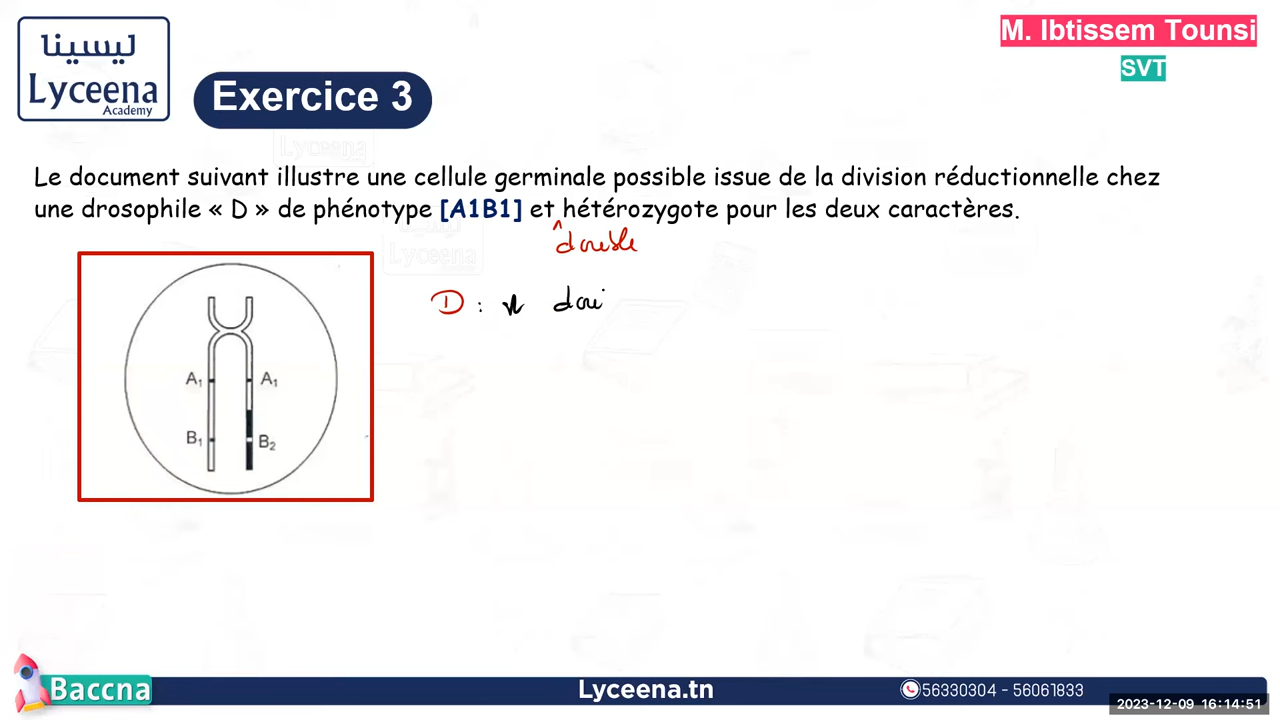 ليسينا
Lyceena
Academy
M. Ibtissem Tounsi
SVT
Exercice 3
Le document suivant illustre une cellule germinale possible issue de la division réductionnelle chez
une drosophile « D » de phénotype [A1B1] et hétérozygote pour les deux caractères.
double
D :
A₁ A₁
B₁ B₂
Baccna
Lyceena.tn
56330304 - 56061833
2023-12-09 16:14:51